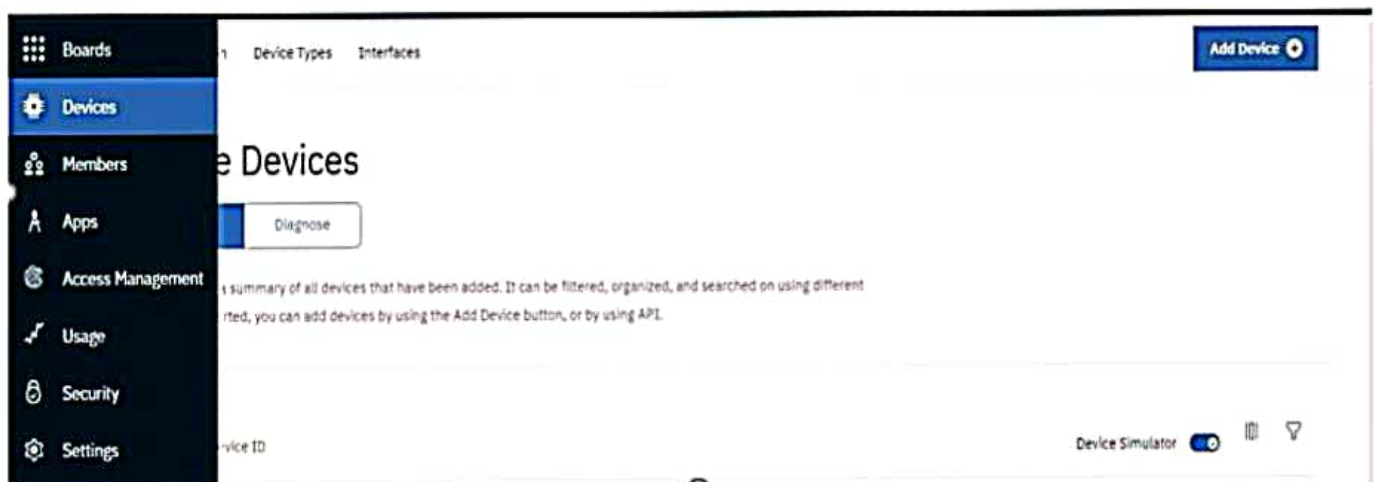 Boards
Device Types Interfaces
Add Device
Devices
Members
e Devices
Apps
Diagnose
Access Management
summary of all devices that have been added. It can be filtered, organized, and searched on using different
rted, you can add devices by using the Add Device button, or by using API.
Usage
Security
Settings
vice ID
Device Simulator